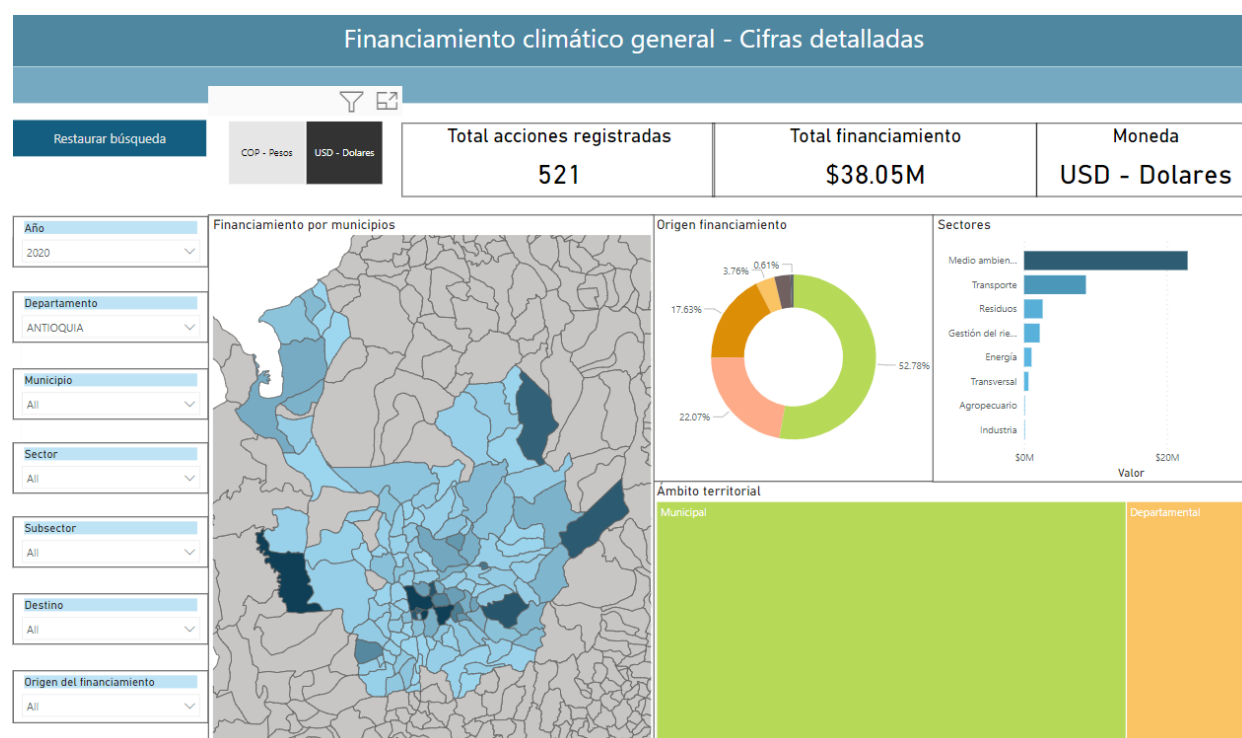 Financiamiento climático general - Cifras detalladas
Restaurar búsqueda
COP - Pesos
USD - Dolares
Total acciones registradas
521
Total financiamiento
$38.05M
Moneda
USD - Dolares
Año
2020
Departamento
ANTIOQUIA
Municipio
All
Sector
All
Subsector
All
Destino
All
Origen del financiamiento
All
Financiamiento por municipios
Origen financiamiento
0.61%
3.76%
17.63%
52.78%
22.07%
Sectores
Medio ambien...
Transporte
Residuos
Gestión del rie...
Energía
Transversal
Agropecuario
Industria
$0M
$20M
Valor
Ámbito territorial
Municipal
Departamental